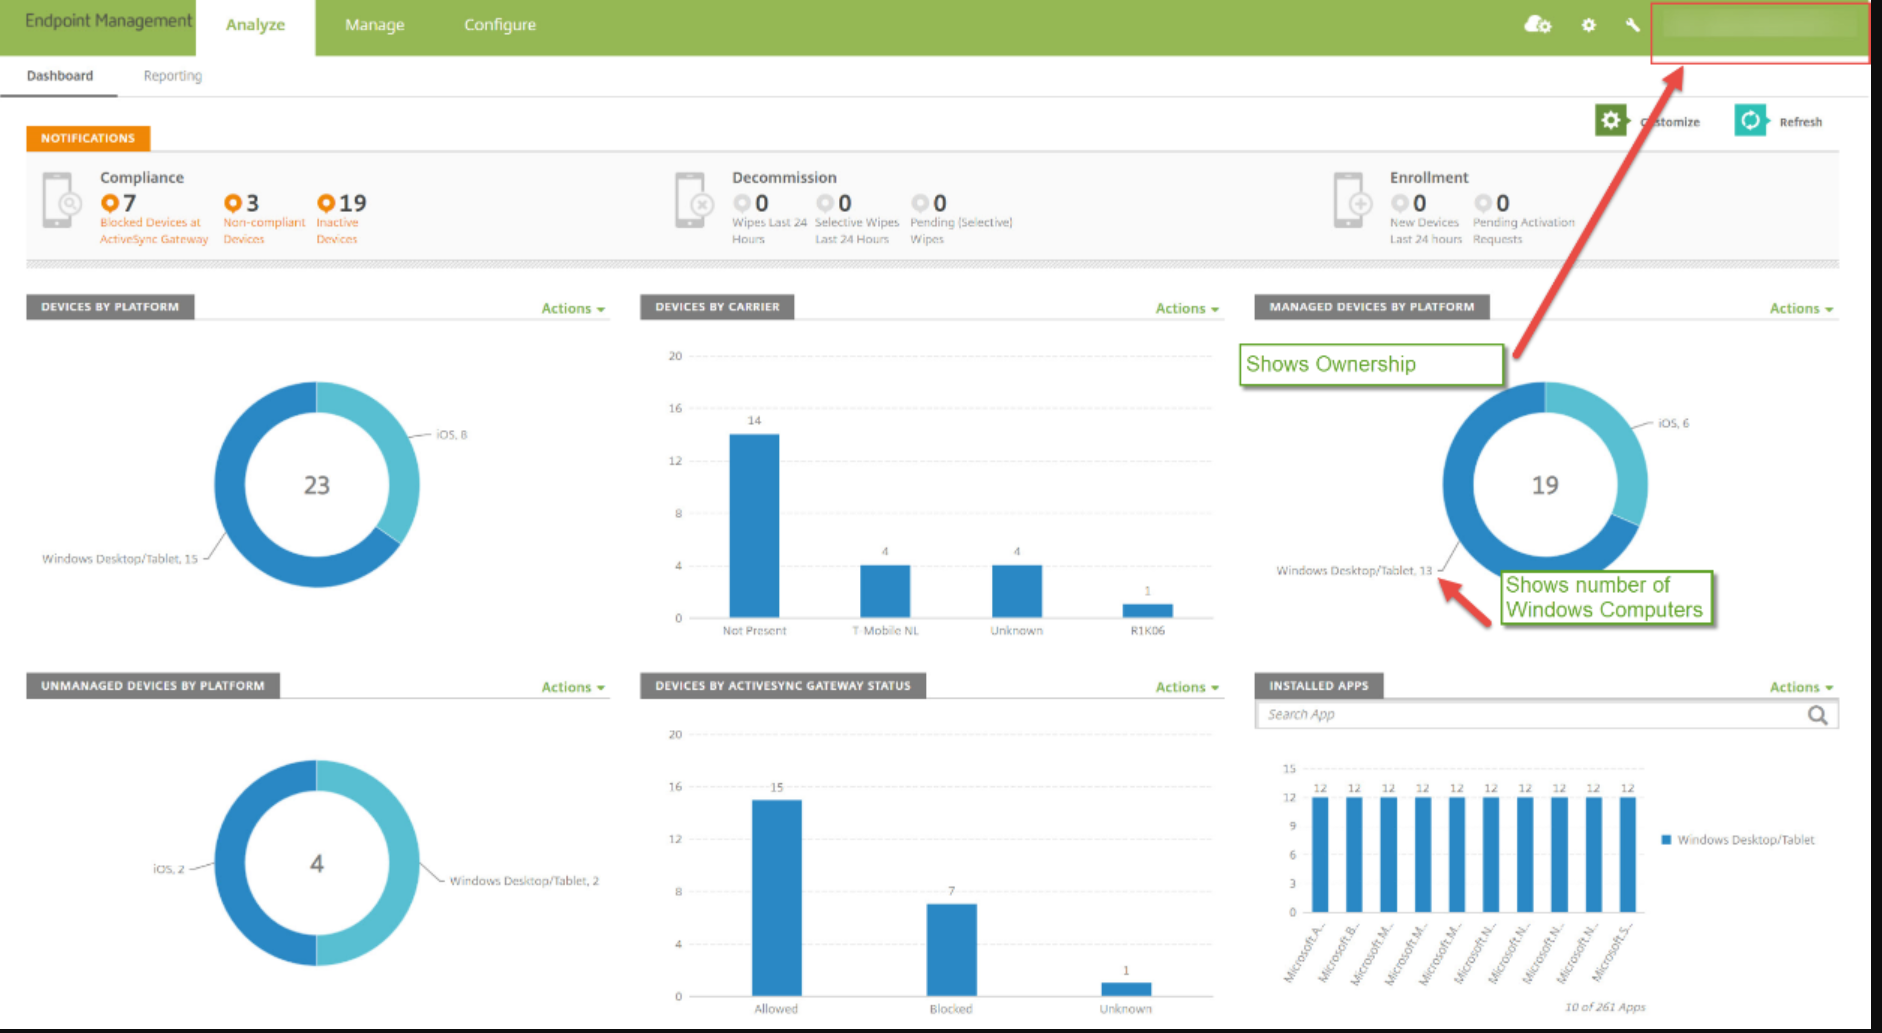 Endpoint Management
Analyze
Manage
Configure
Dashboard
Reporting
Customize
Refresh
NOTIFICATIONS
Compliance
7
3
19
Blocked Devices at
ActiveSync Gateway
Non-compliant
Devices
Inactive
Devices
Decommission
0
0
0
Wipes Last 24
Hours
Selective Wipes
Last 24 Hours
Pending (Selective)
Wipes
Enrollment
0
0
New Devices
Last 24 hours
Pending Activation
Requests
DEVICES BY PLATFORM
Actions
iOS, 8
23
Windows Desktop/Tablet, 15
DEVICES BY CARRIER
Actions
20
16
12
8
4
0
14
4
4
1
Not Present
T-Mobile NL
Unknown
R1K06
MANAGED DEVICES BY PLATFORM
Actions
Shows Ownership
iOS, 6
19
Windows Desktop/Tablet, 13
Shows number of
Windows Computers
UNMANAGED DEVICES BY PLATFORM
Actions
iOS, 2
4
Windows Desktop/Tablet, 2
DEVICES BY ACTIVESYNC GATEWAY STATUS
Actions
20
16
12
8
4
0
15
7
1
Allowed
Blocked
Unknown
INSTALLED APPS
Actions
Search App
15
12
9
6
3
0
12
12
12
12
12
12
12
12
12
12
Windows Desktop/Tablet
Microsoft.A...
Microsoft.B...
Microsoft.M...
Microsoft.M...
Microsoft.M...
Microsoft.N...
Microsoft.N...
Microsoft.N...
Microsoft.N...
Microsoft.S...
10 of 261 Apps